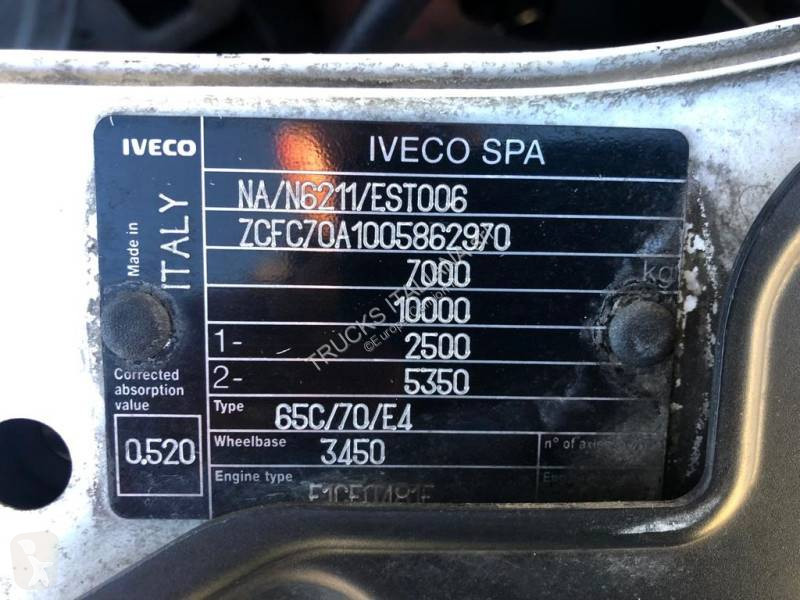 IVECO IVECO SPA
Made in ITALY
NA/N6211/EST006
ZCFC70A1005862970
7000 kg
10000
1- 2500
2- 5350
Corrected absorption value
0.520
Type 65C/70/E4
Wheelbase 3450 n° of
Engine type
TRUCKS